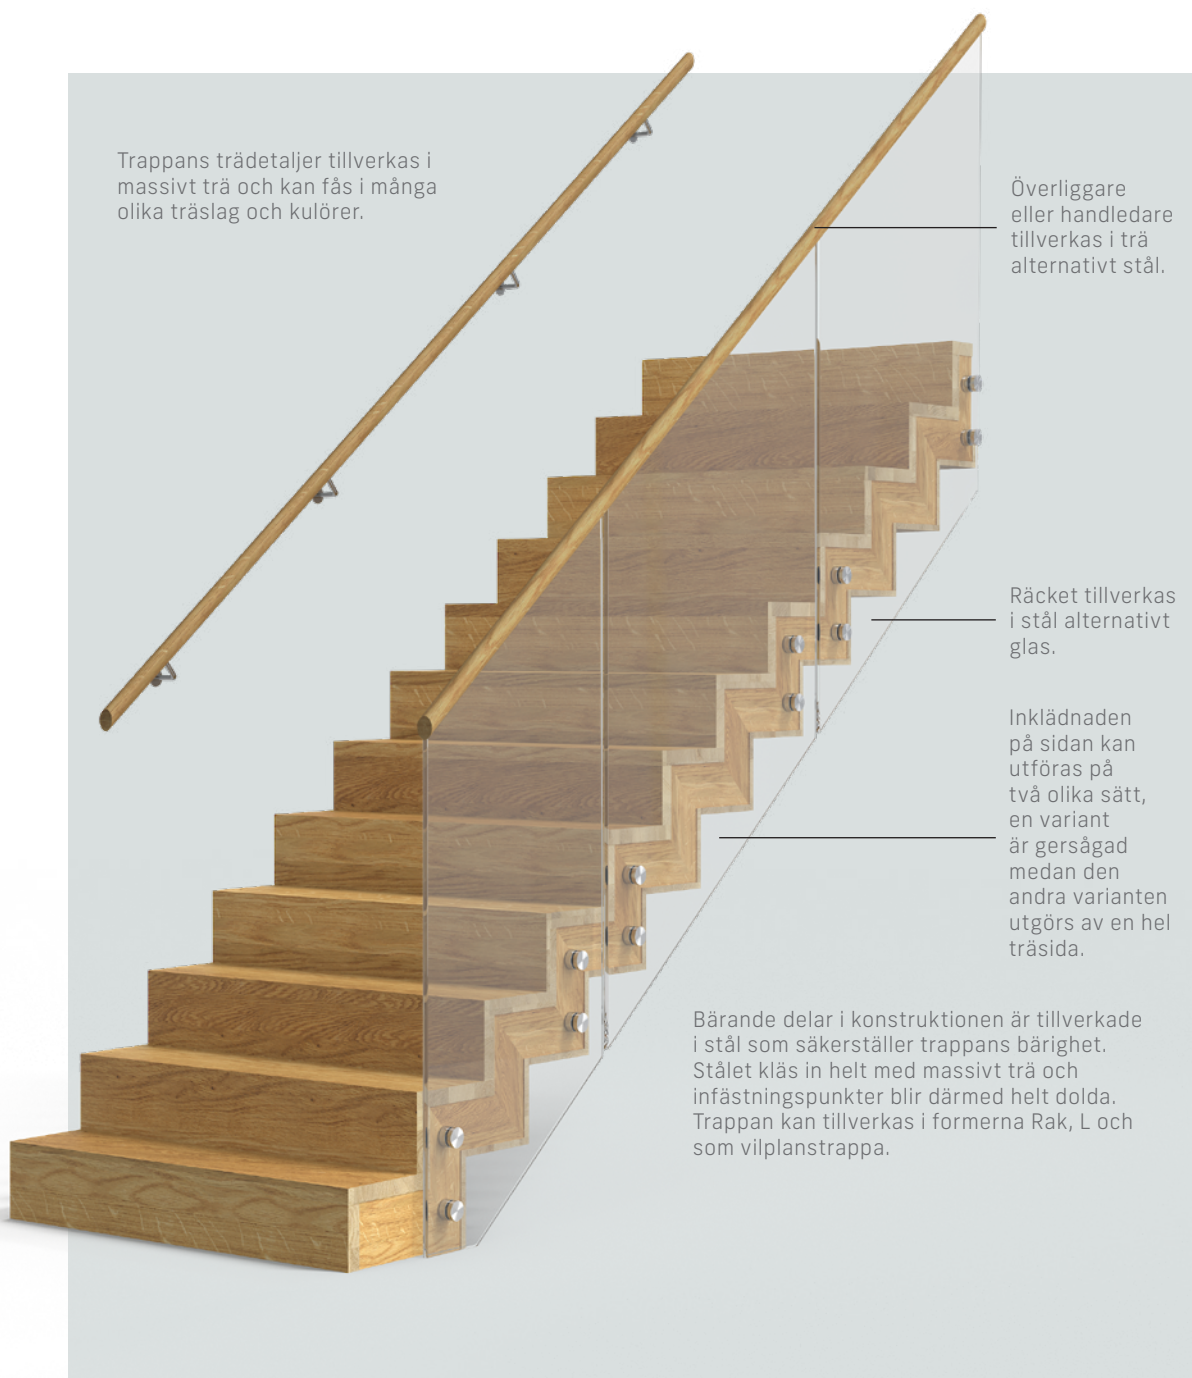 Trappans trädetaljer tillverkas i
massivt trä och kan fås i många
olika träslag och kulörer.
Överliggare
eller handledare
tillverkas i trä
alternativt stål.
Räcket tillverkas
i stål alternativt
glas.
Inklädnaden
på sidan kan
utföras på
två olika sätt,
en variant
är gersågad
medan den
andra varianten
utgörs av en hel
träsida.
Bärande delar i konstruktionen är tillverkade
i stål som säkerställer trappans bärighet.
Stålet kläs in helt med massivt trä och
infästningspunkter blir därmed helt dolda.
Trappan kan tillverkas i formerna Rak, L och
som vilplanstrappa.